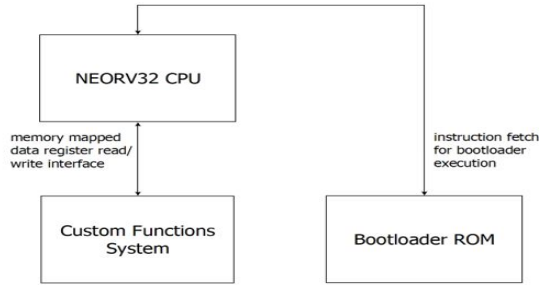 NEORV32 CPU
memory mapped
data register read/
write interface
instruction fetch
for bootloader
execution
Custom Functions
System
Bootloader ROM